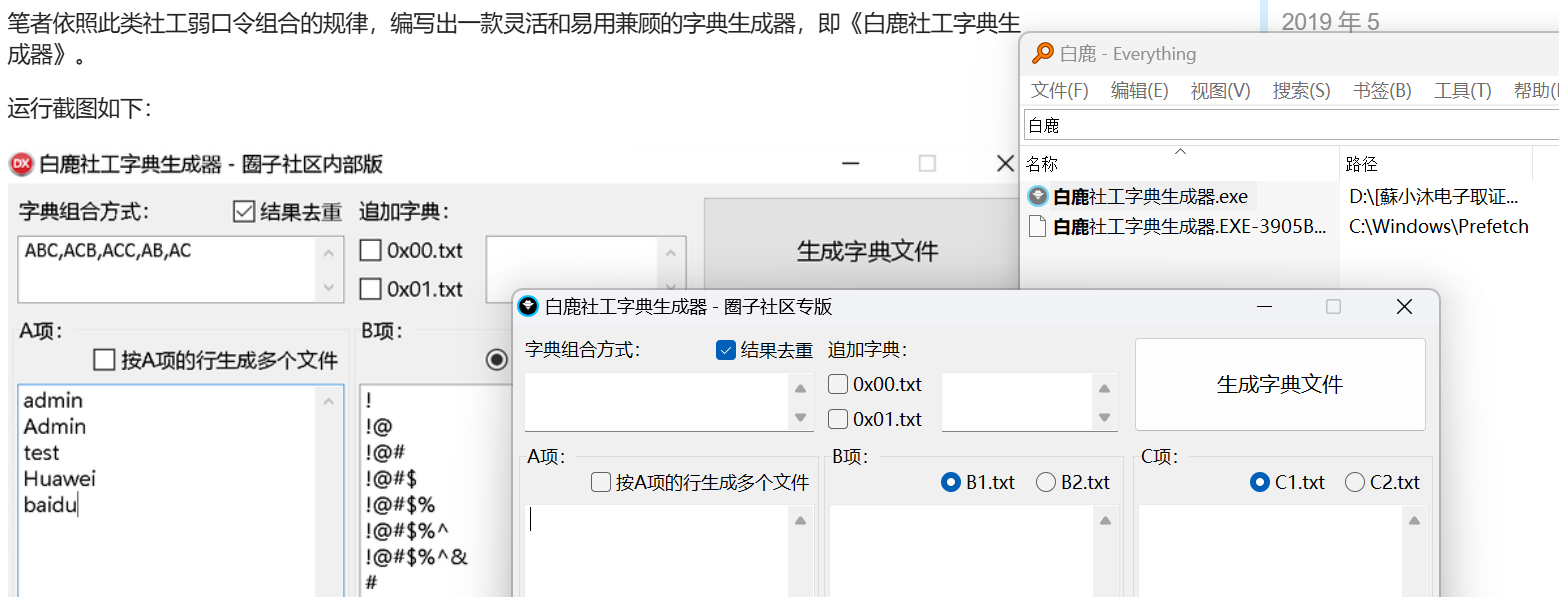 笔者依照此类社工弱口令组合的规律，编写出一款灵活和易用兼顾的字典生成器，即《白鹿社工字典生
成器》。
运行截图如下：
白鹿社工字典生成器 - 圈子社区内部版
字典组合方式：
结果去重
追加字典：
ABC,ACB,ACC,AB,AC
0x00.txt
0x01.txt
生成字典文件
A项：
按A项的行生成多个文件
B项：
admin
Admin
test
Huawei
baidu
!
!@
!@#
!@#$
!@#$%
!@#$%^
!@#$%^&
#
2019 年 5
白鹿 - Everything
文件(F) 编辑(E) 视图(V) 搜索(S) 书签(B) 工具(T) 帮助(
白鹿
名称 路径
白鹿社工字典生成器.exe D:\[蘇小沐电子取证...
白鹿社工字典生成器.EXE-3905B... C:\Windows\Prefetch
白鹿社工字典生成器 - 圈子社区专版
字典组合方式：
结果去重
追加字典：
0x00.txt
0x01.txt
生成字典文件
A项：
按A项的行生成多个文件
B项：
B1.txt B2.txt
C项：
C1.txt C2.txt